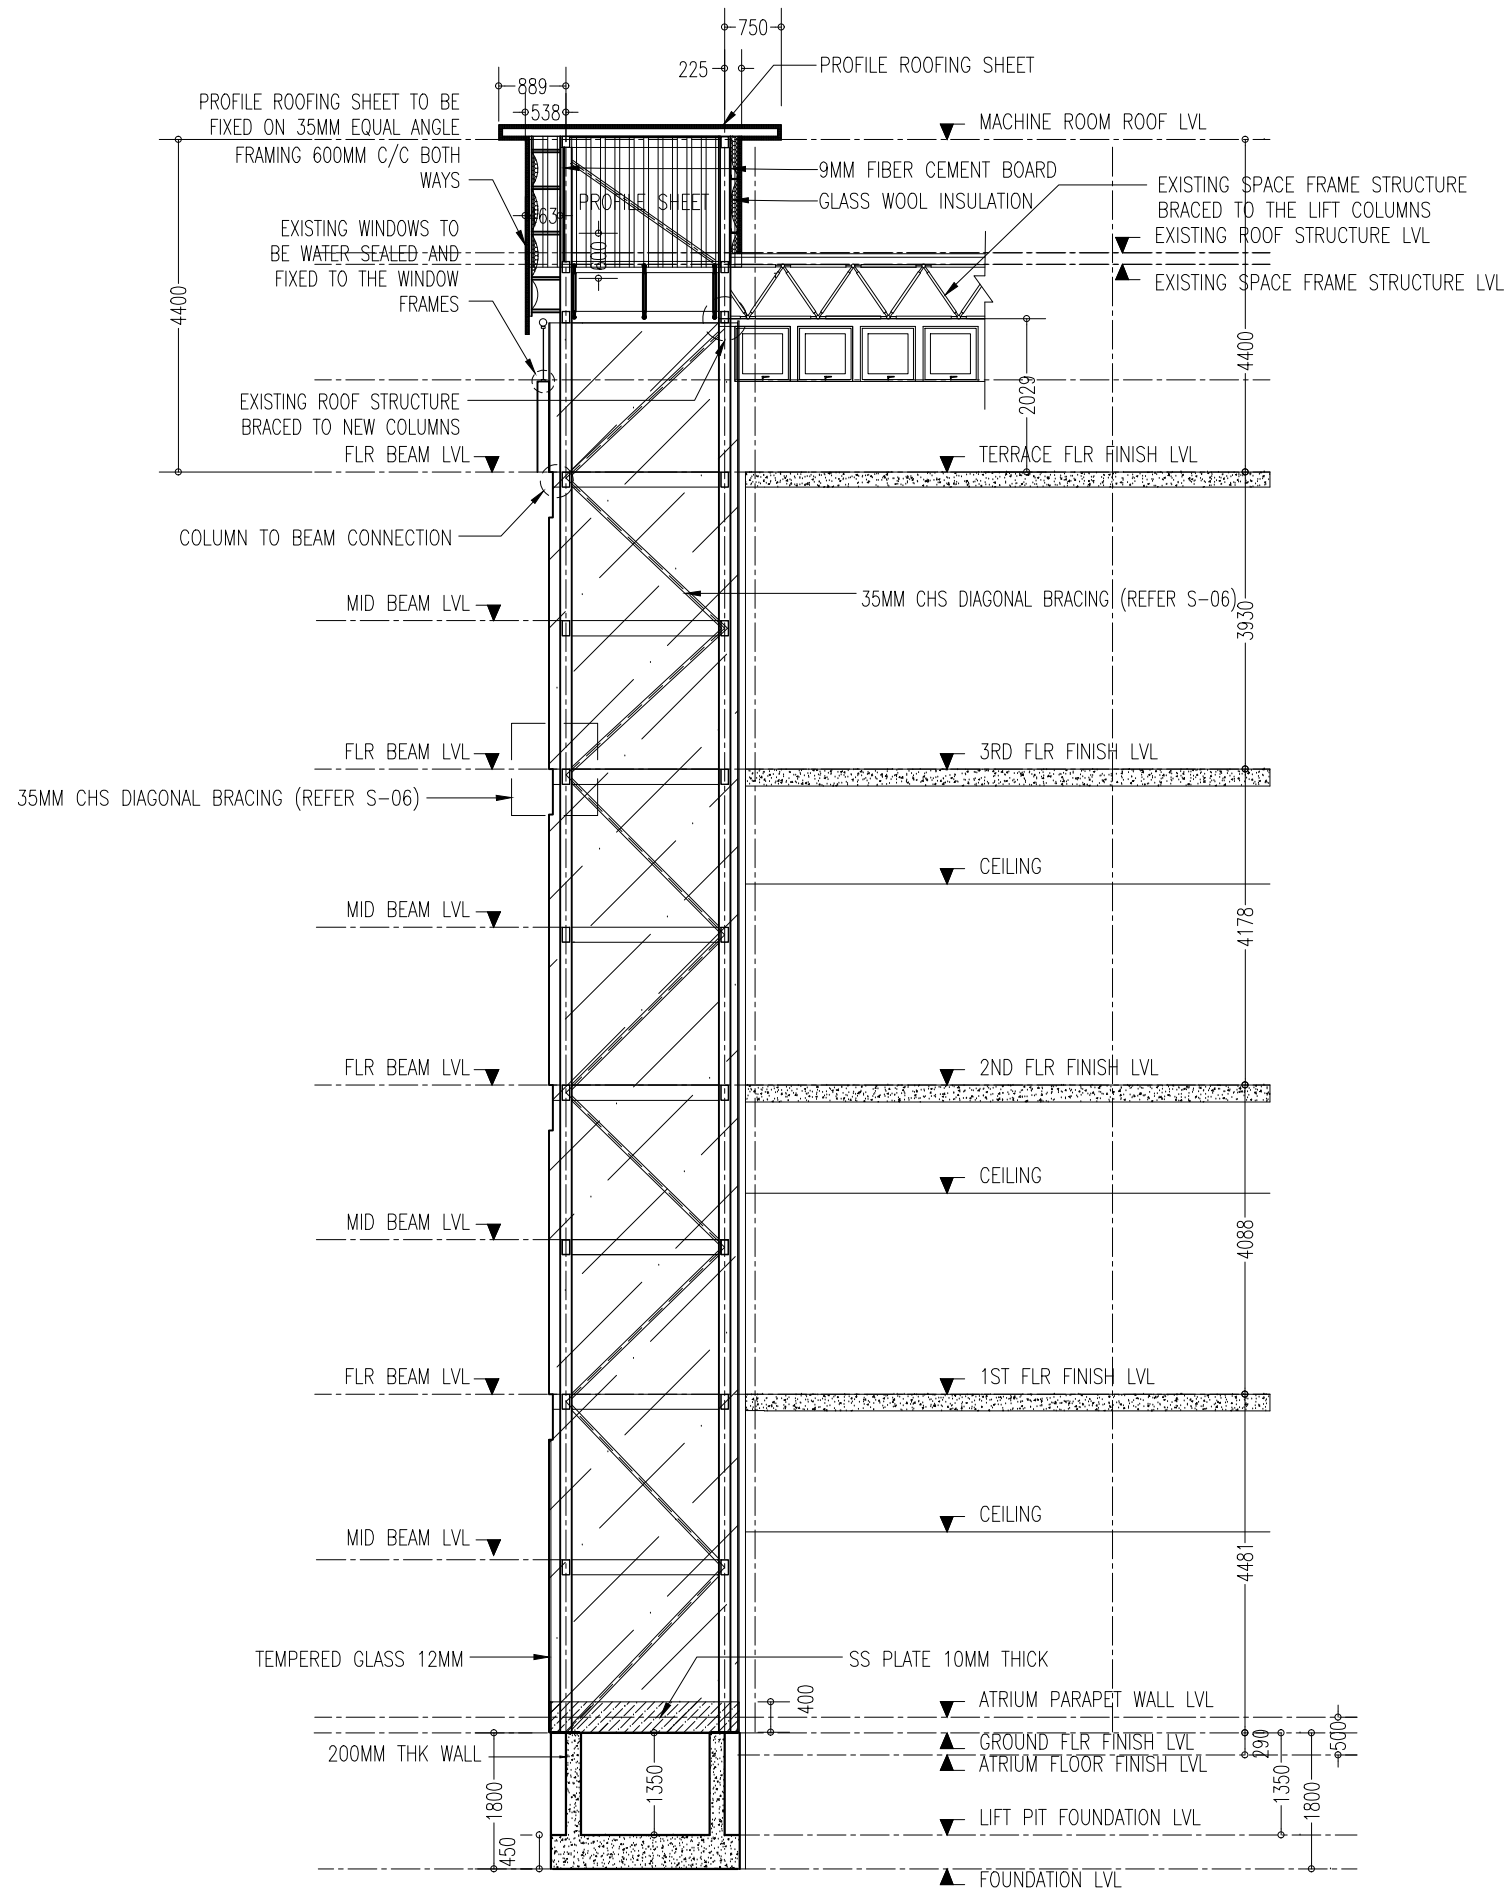 750
PROFILE ROOFING SHEET
225
889
538
PROFILE ROOFING SHEET TO BE
FIXED ON 35MM EQUAL ANGLE
FRAMING 600MM C/C BOTH
WAYS
MACHINE ROOM ROOF LVL
9MM FIBER CEMENT BOARD
GLASS WOOL INSULATION
EXISTING SPACE FRAME STRUCTURE
BRACED TO THE LIFT COLUMNS
EXISTING ROOF STRUCTURE LVL
EXISTING SPACE FRAME STRUCTURE LVL
PROFILE SHEET
63
600
EXISTING WINDOWS TO
BE WATER SEALED AND
FIXED TO THE WINDOW
FRAMES
4400
4400
2029
EXISTING ROOF STRUCTURE
BRACED TO NEW COLUMNS
FLR BEAM LVL
TERRACE FLR FINISH LVL
COLUMN TO BEAM CONNECTION
MID BEAM LVL
35MM CHS DIAGONAL BRACING (REFER S-06)
3930
FLR BEAM LVL
3RD FLR FINISH LVL
35MM CHS DIAGONAL BRACING (REFER S-06)
CEILING
MID BEAM LVL
4178
FLR BEAM LVL
2ND FLR FINISH LVL
CEILING
MID BEAM LVL
4088
FLR BEAM LVL
1ST FLR FINISH LVL
CEILING
MID BEAM LVL
4481
TEMPERED GLASS 12MM
SS PLATE 10MM THICK
400
ATRIUM PARAPET WALL LVL
GROUND FLR FINISH LVL
ATRIUM FLOOR FINISH LVL
290
500
200MM THK WALL
1800
450
1350
1350
1800
LIFT PIT FOUNDATION LVL
FOUNDATION LVL